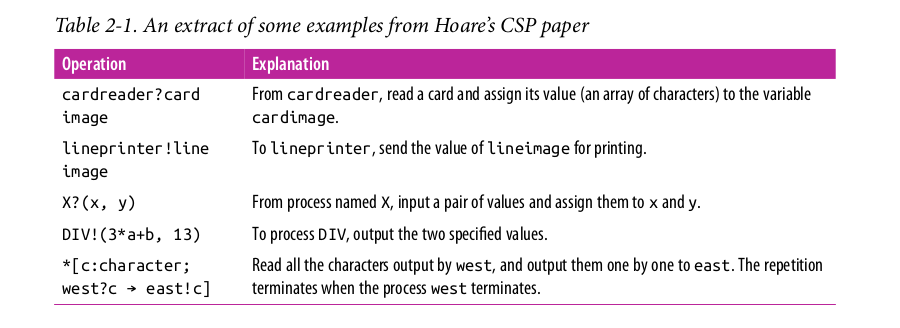 Table 2-1. An extract of some examples from Hoare's CSP paper
Operation Explanation
cardreader?card From cardreader, read a card and assign its value (an array of characters) to the variable
image cardimage.
lineprinter!line To lineprinter, send the value of lineimage for printing.
image
X?(x, y) From process named X, input a pair of values and assign them to x and y.
DIV!(3*a+b, 13) To process DIV, output the two specified values.
*[c:character; Read all the characters output by west, and output them one by one to east. The repetition
west?c → east!c] terminates when the process west terminates.